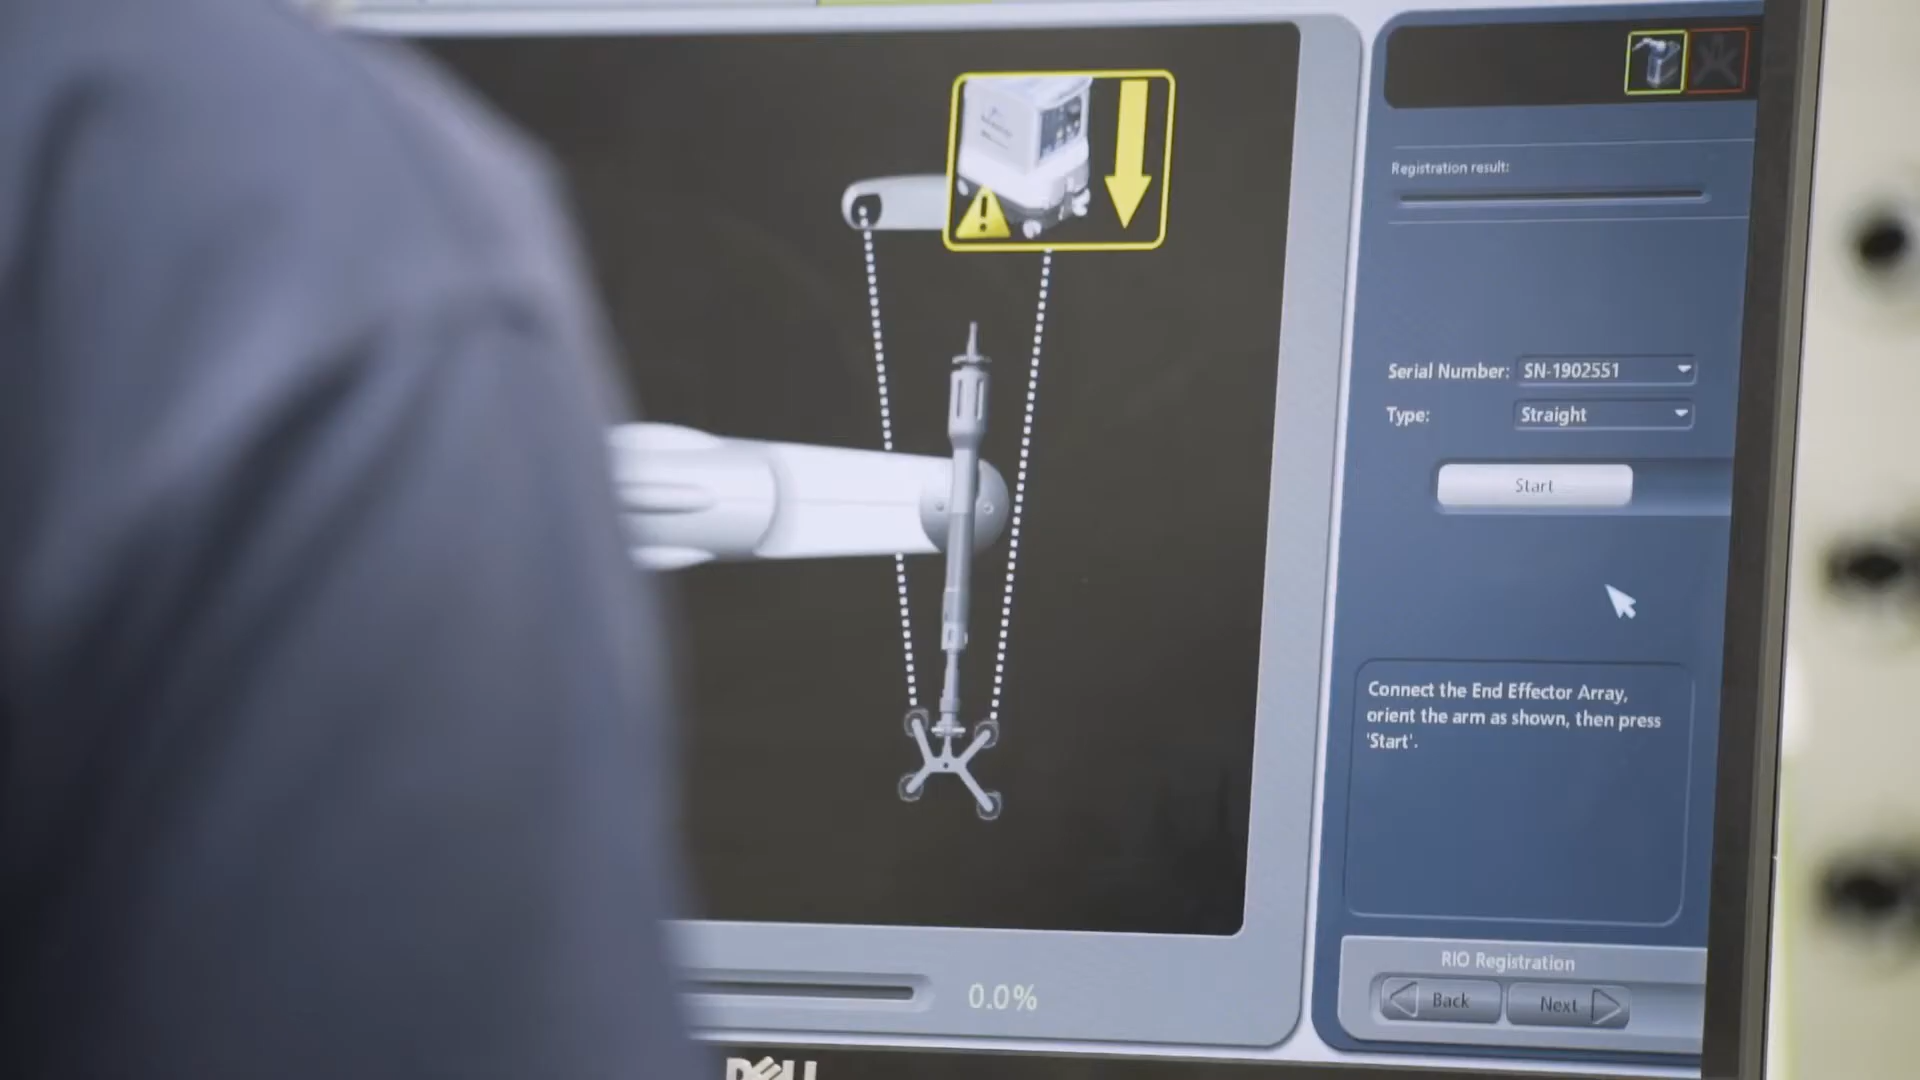 Registration result:
Serial Number: SN-1902551
Type: Straight
Start
Connect the End Effector Array,
orient the arm as shown, then press
'Start'.
RIO Registration
Back Next
0.0%
DELL